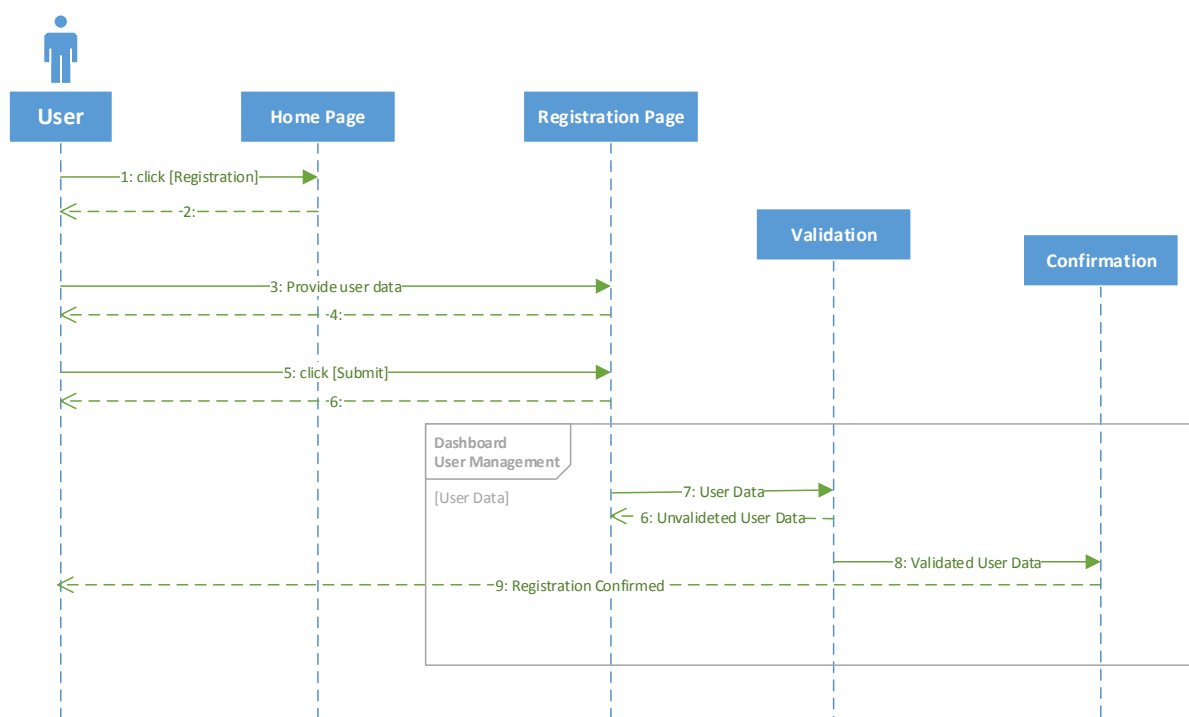 User
Home Page
Registration Page
1: click [Registration]
2:
Validation
Confirmation
3: Provide user data
4:
5: click [Submit]
6:
Dashboard
User Management
[User Data]
7: User Data
6: Unvalideted User Data
8: Validated User Data
9: Registration Confirmed